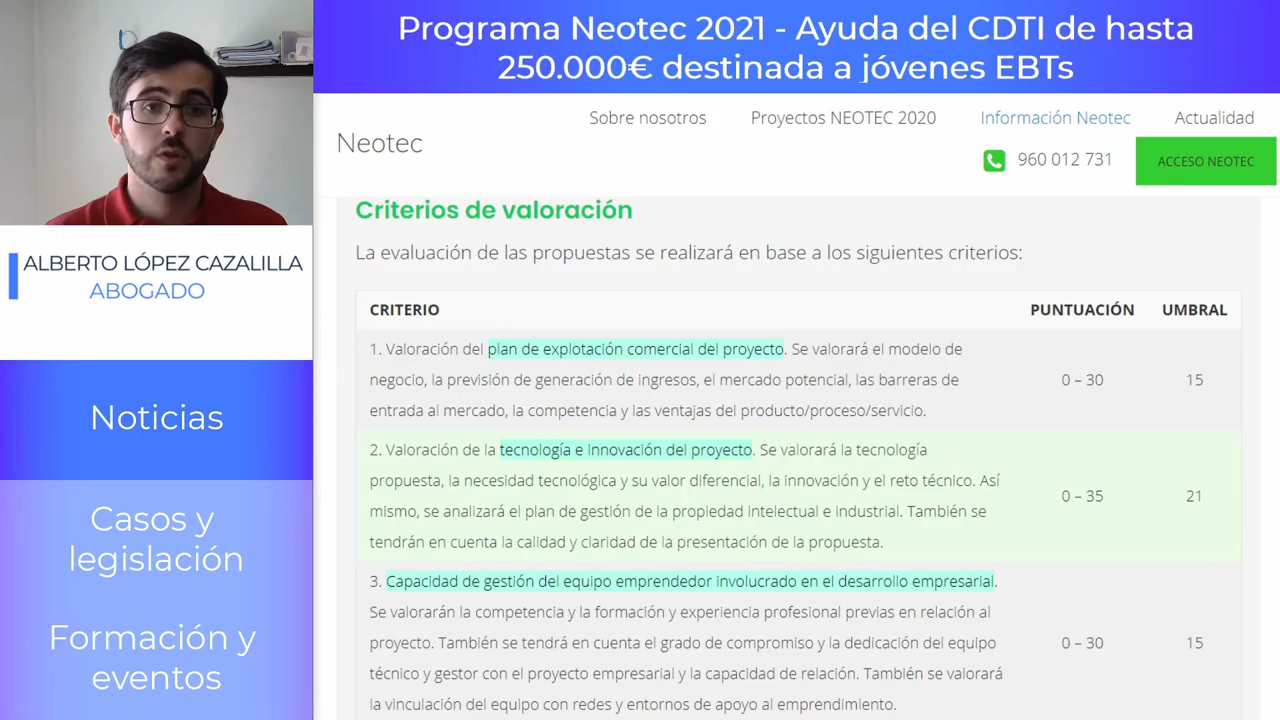 Programa Neotec 2021 - Ayuda del CDTI de hasta
250.000€ destinada a jóvenes EBTs
Neotec
Sobre nosotros
Proyectos NEOTEC 2020
Información Neotec
Actualidad
960 012 731
ACCESO NEOTEC
ALBERTO LÓPEZ CAZALILLA
ABOGADO
Noticias
Casos y
legislación
Formación y
eventos
Criterios de valoración
La evaluación de las propuestas se realizará en base a los siguientes criterios:
CRITERIO PUNTUACIÓN UMBRAL
1. Valoración del plan de explotación comercial del proyecto. Se valorará el modelo de
negocio, la previsión de generación de ingresos, el mercado potencial, las barreras de
entrada al mercado, la competencia y las ventajas del producto/proceso/servicio.
0 – 30
15
2. Valoración de la tecnología e innovación del proyecto. Se valorará la tecnología
propuesta, la necesidad tecnológica y su valor diferencial, la innovación y el reto técnico. Así
mismo, se analizará el plan de gestión de la propiedad intelectual e industrial. También se
tendrán en cuenta la calidad y claridad de la presentación de la propuesta.
0 – 35
21
3. Capacidad de gestión del equipo emprendedor involucrado en el desarrollo empresarial.
Se valorarán la competencia y la formación y experiencia profesional previas en relación al
proyecto. También se tendrá en cuenta el grado de compromiso y la dedicación del equipo
técnico y gestor con el proyecto empresarial y la capacidad de relación. También se valorará
la vinculación del equipo con redes y entornos de apoyo al emprendimiento.
0 – 30
15